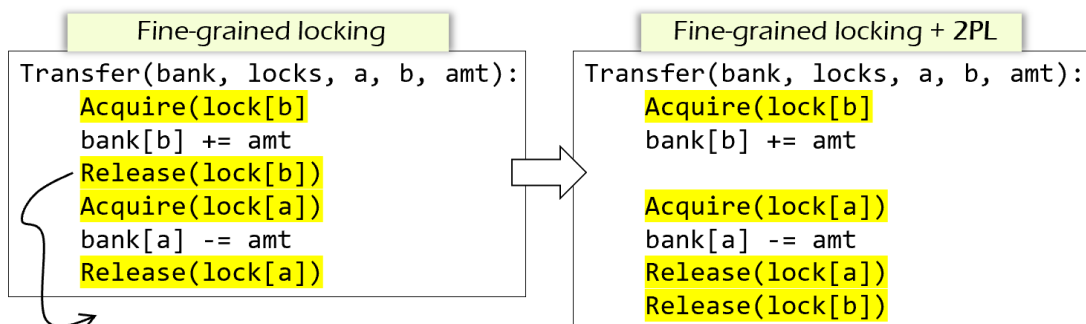 Fine-grained locking
Transfer(bank, locks, a, b, amt):
Acquire(lock[b]
bank[b] += amt
Release(lock[b])
Acquire(lock[a])
bank[a] -= amt
Release(lock[a])
Fine-grained locking + 2PL
Transfer(bank, locks, a, b, amt):
Acquire(lock[b]
bank[b] += amt
Acquire(lock[a])
bank[a] -= amt
Release(lock[a])
Release(lock[b])